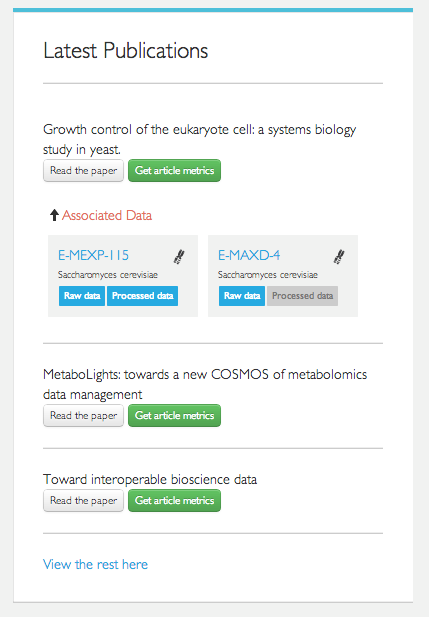 Latest Publications
Growth control of the eukaryote cell: a systems biology
study in yeast.
Read the paper Get article metrics
Associated Data
E-MEXP-115 E-MAXD-4
Saccharomyces cerevisiae Saccharomyces cerevisiae
Raw data Processed data Raw data Processed data
MetaboLights: towards a new COSMOS of metabolomics
data management
Read the paper Get article metrics
Toward interoperable bioscience data
Read the paper Get article metrics
View the rest here